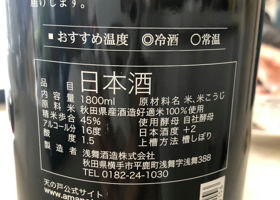 届けします。
■おすすめ温度 ◎冷酒 ○常温
品目 日本酒
内容量 1800ml 原材料名 米、米こうじ
原料米 秋田県産酒造好適米100%使用
精米歩合 45% 使用酵母 自社酵母
アルコール分 16度 日本酒度 +2
酸度 1.5 上槽方法 槽しぼり
製造者 浅舞酒造株式会社
秋田県横手市平鹿町浅舞字浅舞388
TEL 0182-24-1030
天の戸公式サイト